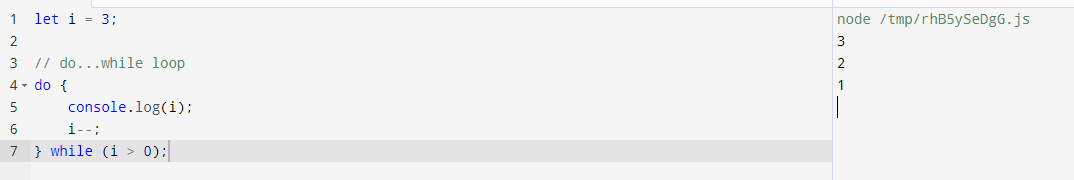 1 let i = 3;
2
3 // do...while loop
4 do {
5 console.log(i);
6 i--;
7 } while (i > 0);
node /tmp/rhB5ySeDgG.js
3
2
1